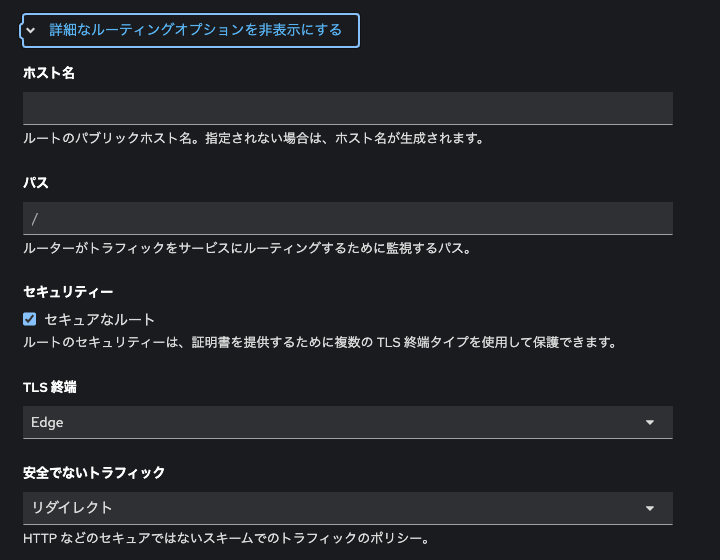 詳細なルーティングオプションを非表示にする
ホスト名
ルートのパブリックホスト名。指定されない場合は、ホスト名が生成されます。
パス
/
ルーターがトラフィックをサービスにルーティングするために監視するパス。
セキュリティー
セキュアなルート
ルートのセキュリティーは、証明書を提供するために複数の TLS 終端タイプを使用して保護できます。
TLS 終端
Edge
安全でないトラフィック
リダイレクト
HTTP などのセキュアではないスキームでのトラフィックのポリシー。